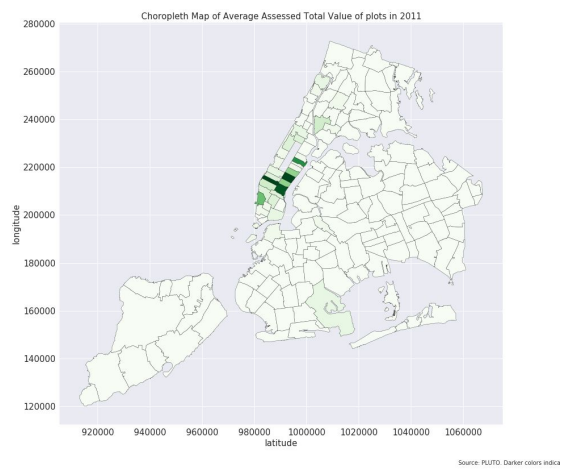 Choropleth Map of Average Assessed Total Value of plots in 2011
280000
260000
240000
220000
200000
180000
160000
140000
120000
longitude
920000 940000 960000 980000 1000000 1020000 1040000 1060000
latitude
Source: PLUTO. Darker colors indica